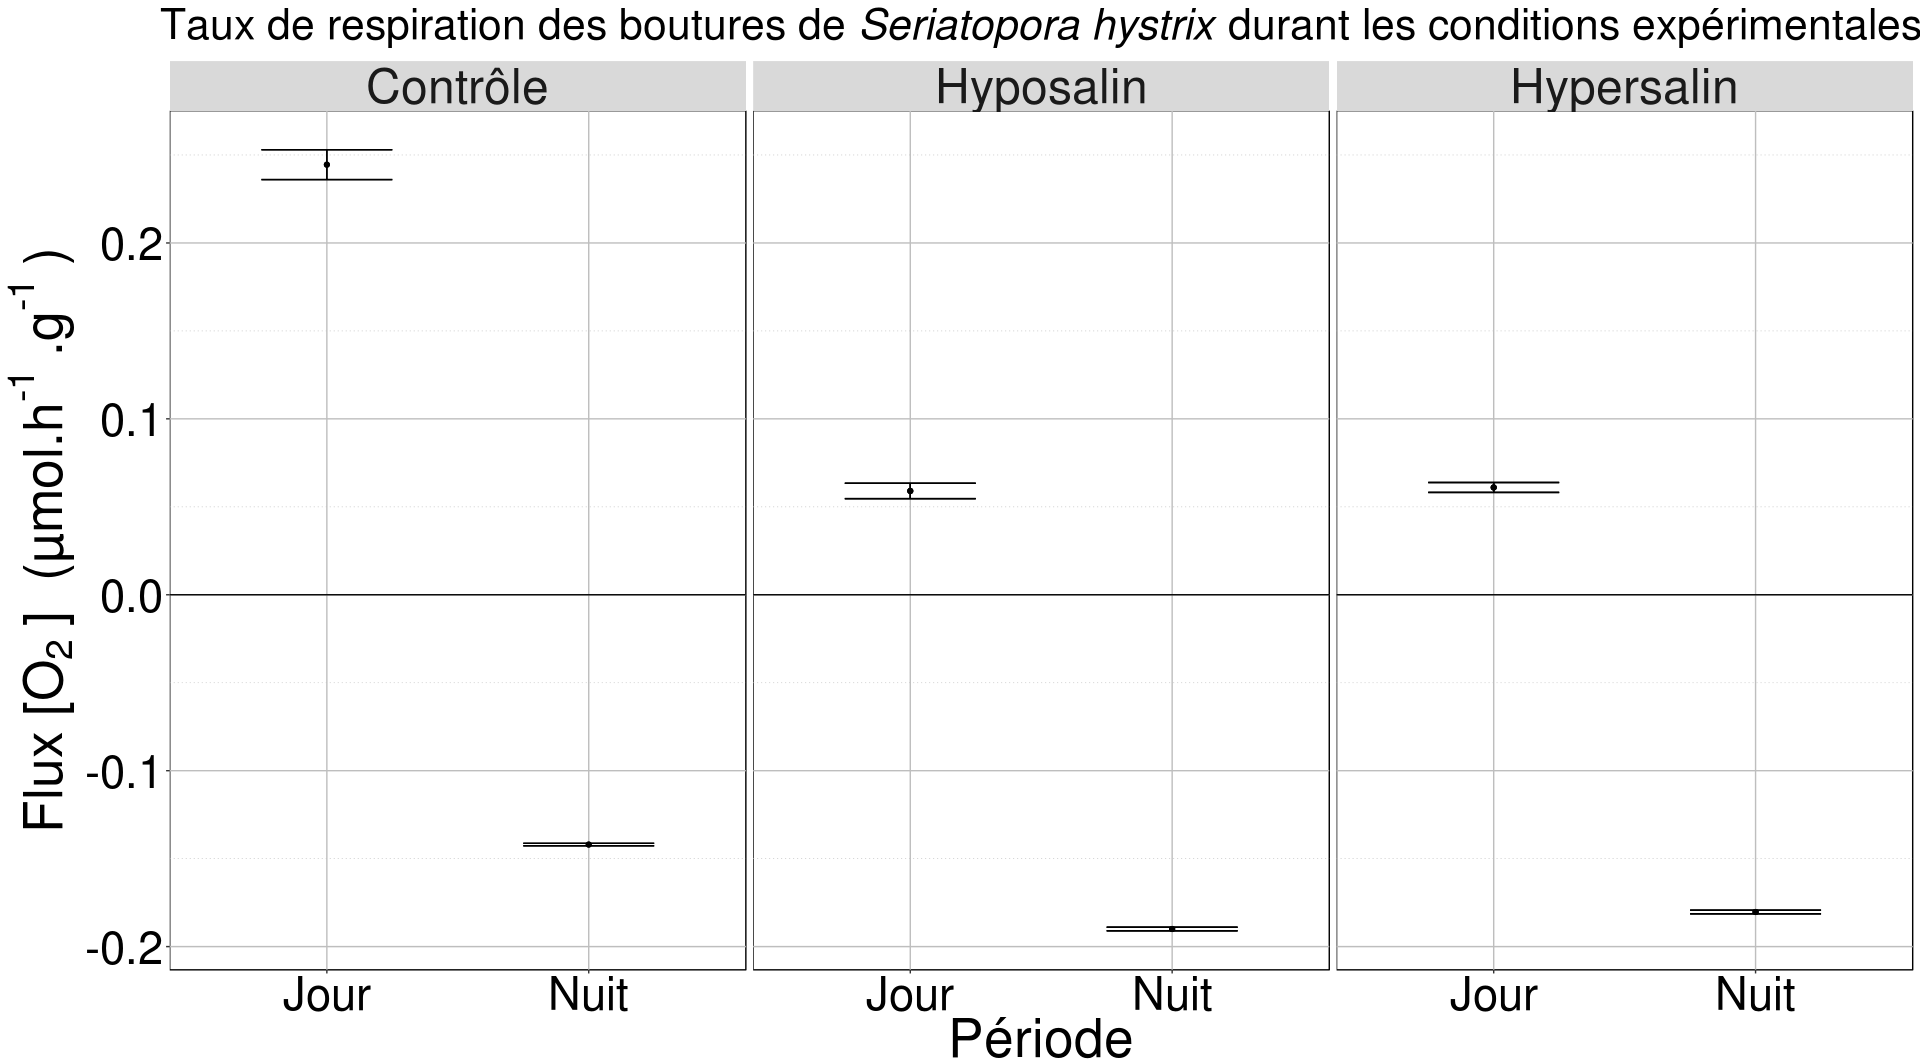 Taux de respiration des boutures de Seriatopora hystrix durant les conditions expérimentales
Contrôle
Hyposalin
Hypersalin
Flux [O₂ ] (µmol.h⁻¹ .g⁻¹ )
0.2
0.1
0.0
-0.1
-0.2
Jour Nuit
Jour Nuit
Jour Nuit
Période